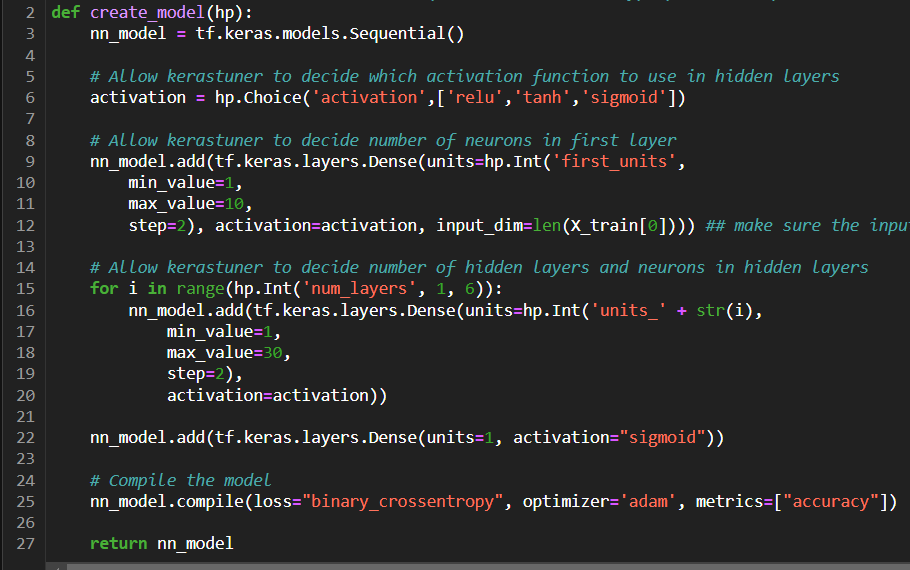 2 def create_model(hp):
3     nn_model = tf.keras.models.Sequential()
4
5     # Allow kerastuner to decide which activation function to use in hidden layers
6     activation = hp.Choice('activation',['relu','tanh','sigmoid'])
7
8     # Allow kerastuner to decide number of neurons in first layer
9     nn_model.add(tf.keras.layers.Dense(units=hp.Int('first_units',
10         min_value=1,
11         max_value=10,
12         step=2), activation=activation, input_dim=len(X_train[0]))) ## make sure the inpu
13
14     # Allow kerastuner to decide number of hidden layers and neurons in hidden layers
15     for i in range(hp.Int('num_layers', 1, 6)):
16         nn_model.add(tf.keras.layers.Dense(units=hp.Int('units_' + str(i),
17             min_value=1,
18             max_value=30,
19             step=2),
20             activation=activation))
21
22     nn_model.add(tf.keras.layers.Dense(units=1, activation="sigmoid"))
23
24     # Compile the model
25     nn_model.compile(loss="binary_crossentropy", optimizer='adam', metrics=["accuracy"])
26
27     return nn_model